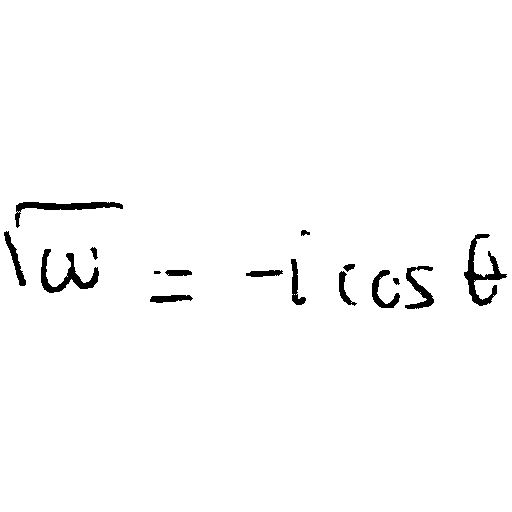 √ω = -i cos θ